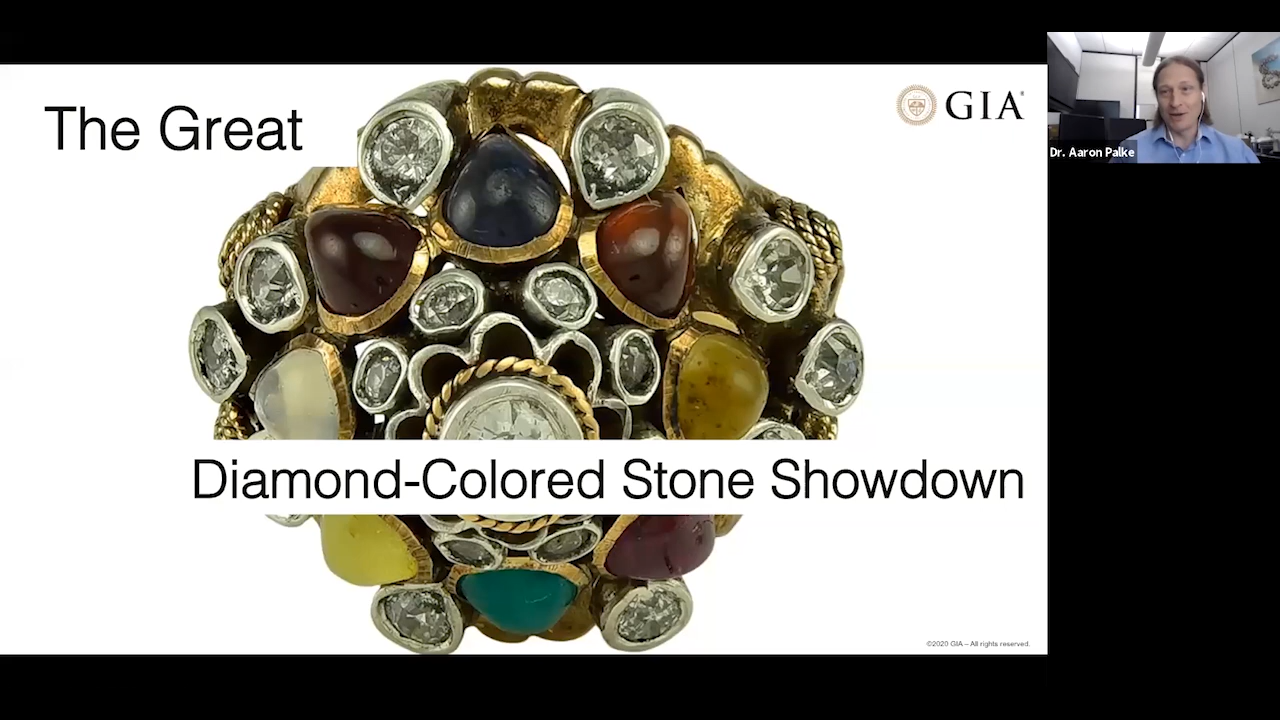 The Great
GIA
Dr. Aaron Palke
Diamond-Colored Stone Showdown
©2020 GIA – All rights reserved.